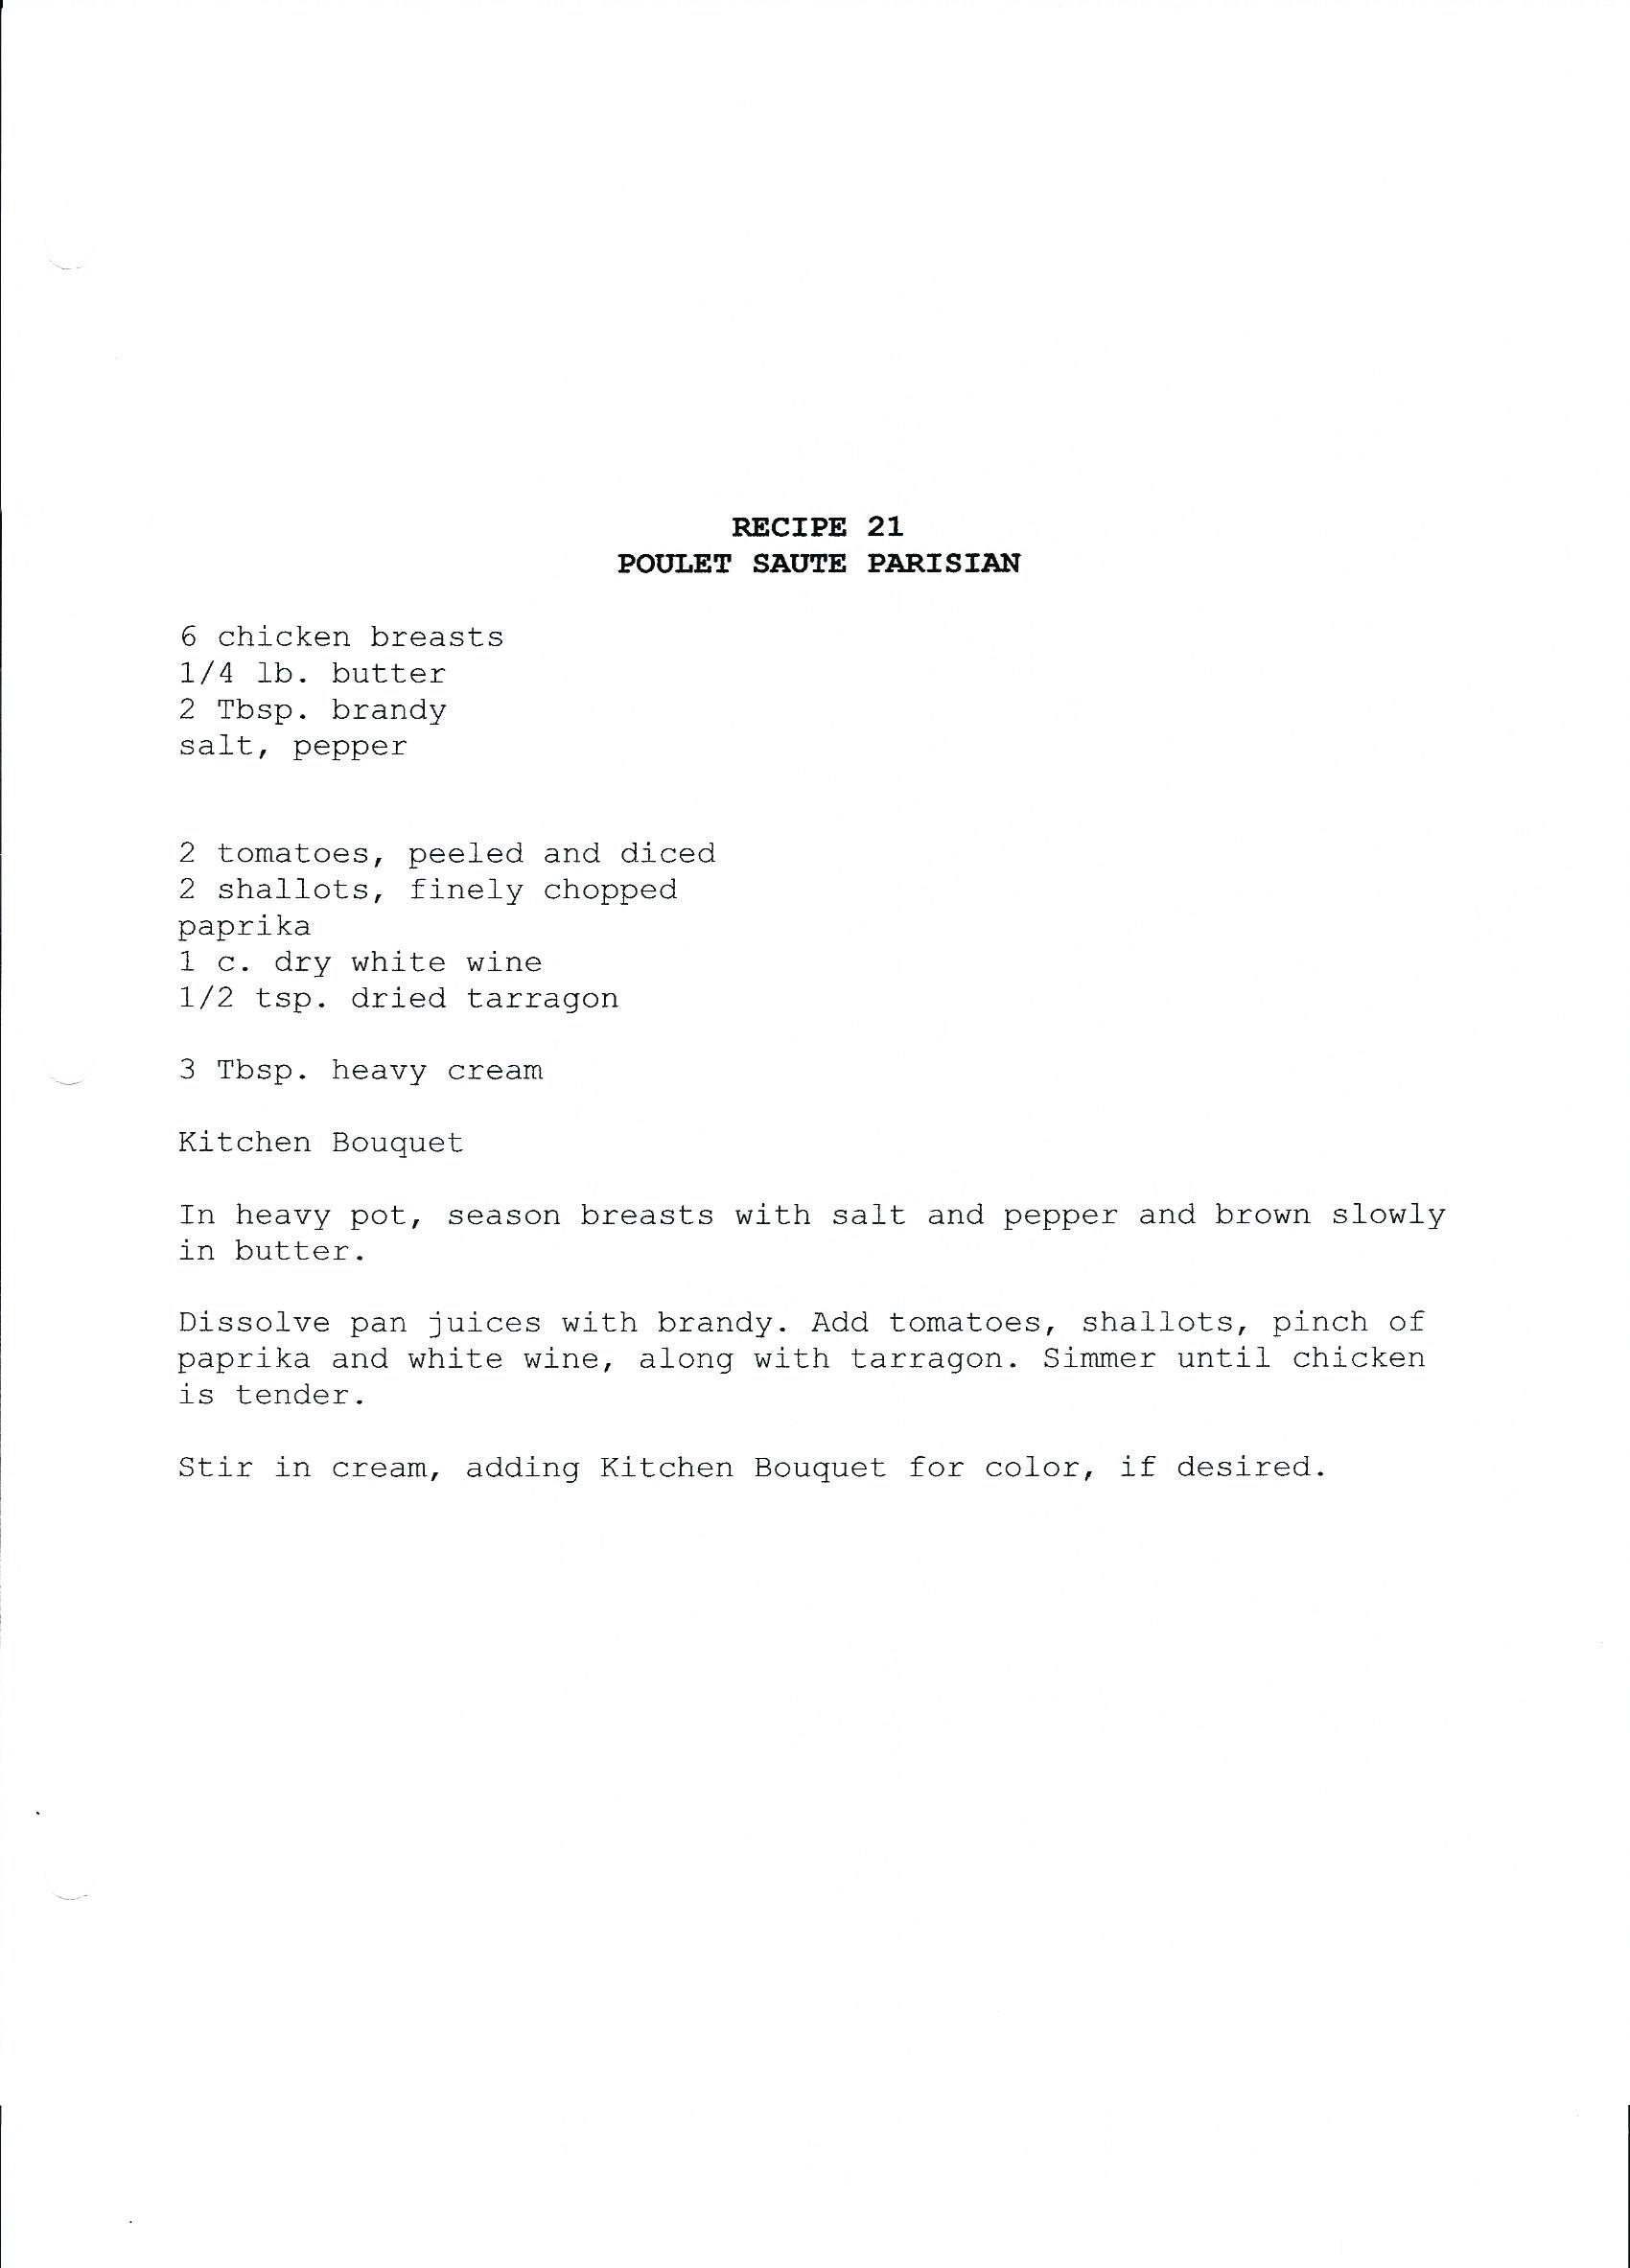 RECIPE 21
POULET SAUTE PARISIAN
6 chicken breasts
1/4 lb. butter
2 Tbsp. brandy
salt, pepper
2 tomatoes, peeled and diced
2 shallots, finely chopped
paprika
1 c. dry white wine
1/2 tsp. dried tarragon
3 Tbsp. heavy cream
Kitchen Bouquet
In heavy pot, season breasts with salt and pepper and brown slowly
in butter.
Dissolve pan juices with brandy. Add tomatoes, shallots, pinch of
paprika and white wine, along with tarragon. Simmer until chicken
is tender.
Stir in cream, adding Kitchen Bouquet for color, if desired.